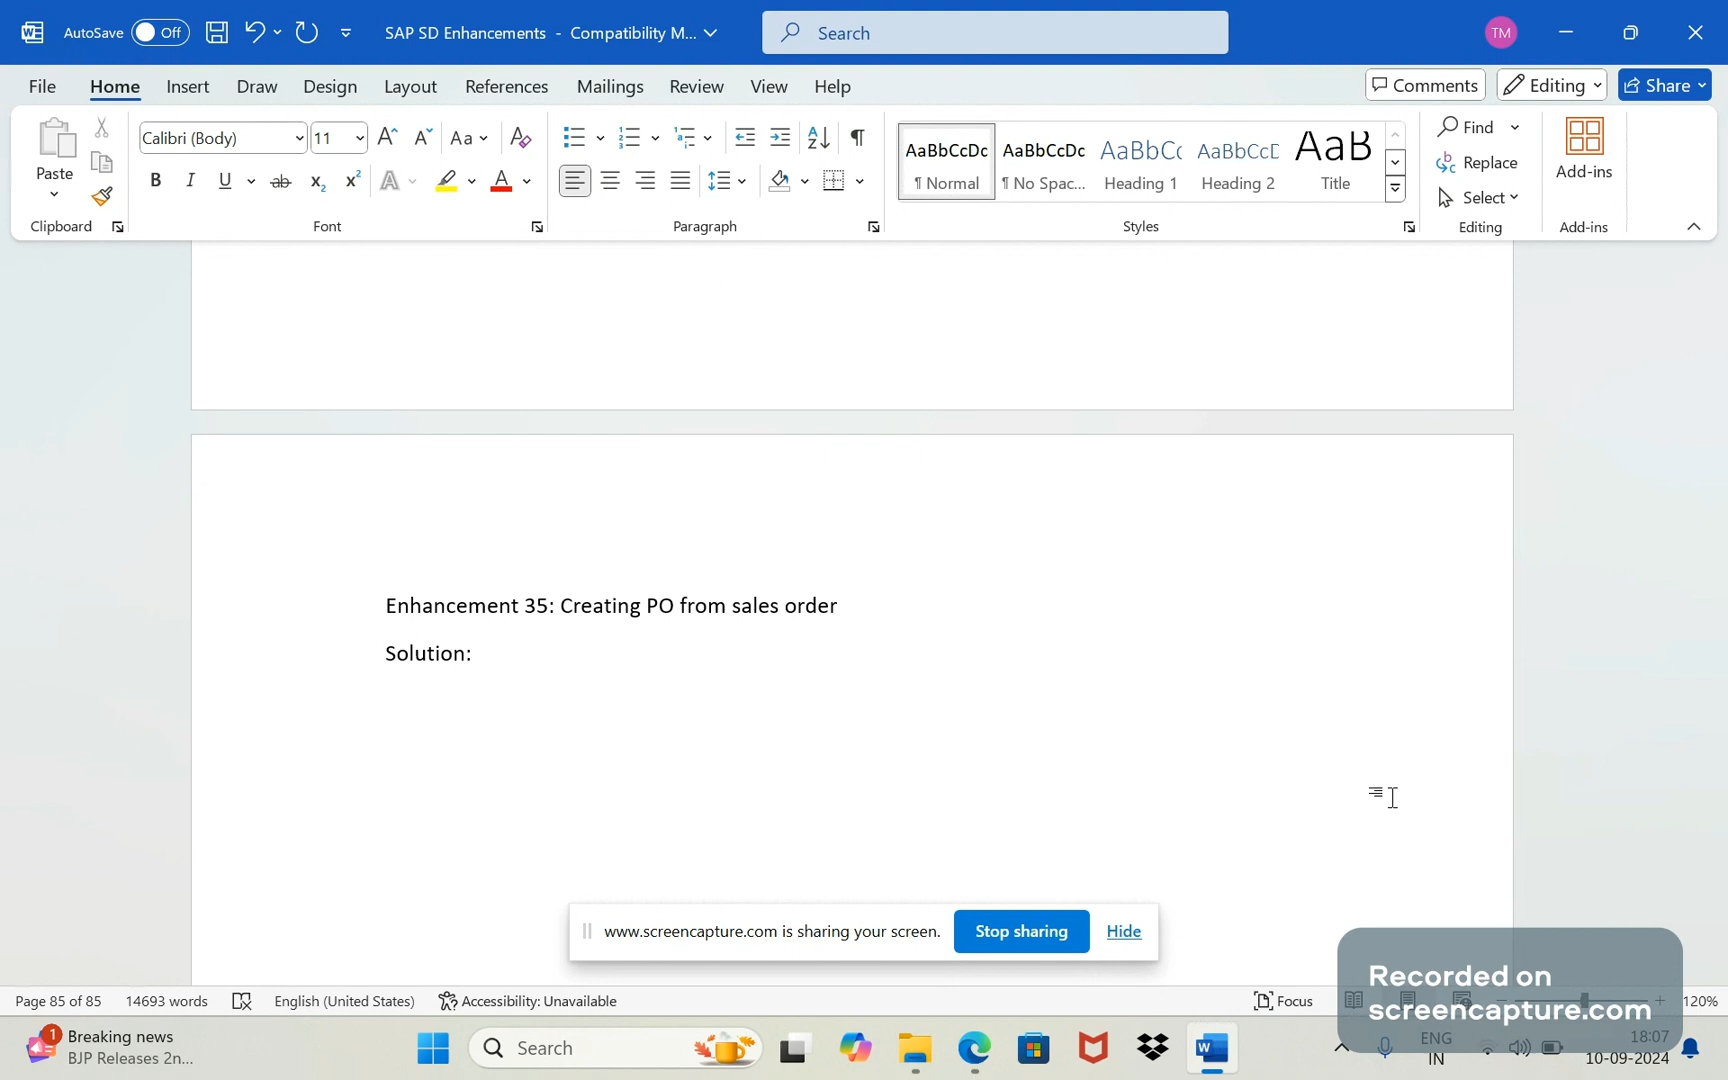 AutoSave Off SAP SD Enhancements - Compatibility M... Search TM
File Home Insert Draw Design Layout References Mailings Review View Help Comments Editing Share
Paste Calibri (Body) 11 Aa AaBbCcDc AaBbCcDc AaBbCc AaBbCcD AaB Find Replace Select Add-ins
¶ Normal ¶ No Spac... Heading 1 Heading 2 Title
Clipboard Font Paragraph Styles Editing Add-ins
Enhancement 35: Creating PO from sales order
Solution:
www.screencapture.com is sharing your screen. Stop sharing Hide
Recorded on
screencapture.com
Page 85 of 85 14693 words English (United States) Accessibility: Unavailable Focus 120%
1 Breaking news
BJP Releases 2n...
Search
ENG
IN
18:07
10-09-2024